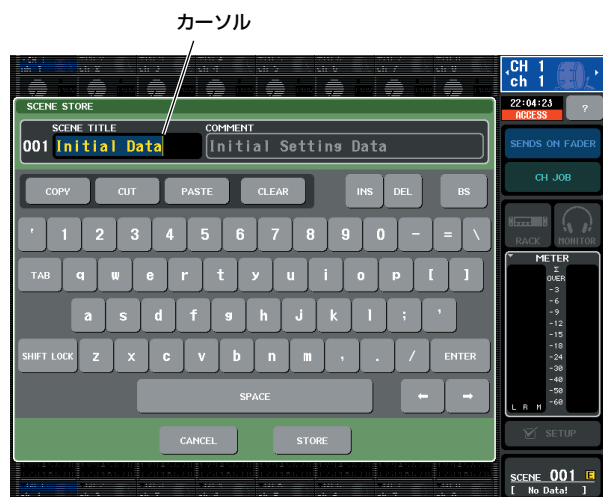 カーソル
CH 1
ch 1
SCENE STORE
22:04:23
ACCESS
?
SCENE TITLE
COMMENT
001 Initial Data
Initial Setting Data
SENDS ON FADER
CH JOB
COPY CUT PASTE CLEAR INS DEL BS
' 1 2 3 4 5 6 7 8 9 0 - = \
RACK MONITOR
TAB q w e r t y u i o p [ ]
a s d f g h j k l ; '
SHIFT LOCK z x c v b n m , . / ENTER
SPACE ← →
METER
Σ
OVER
-3
-6
-9
-12
-15
-18
-24
-30
-40
-50
-60
L R M
CANCEL STORE
SETUP
SCENE 001 E
[ No Data! ]